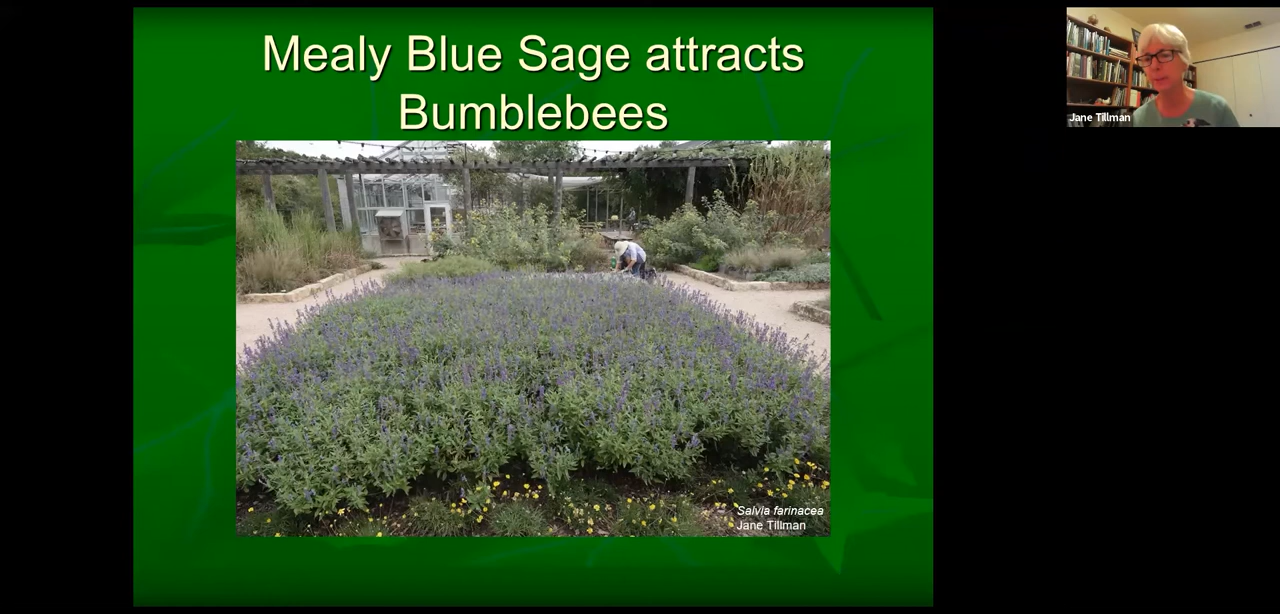 Mealy Blue Sage attracts
Bumblebees
Jane Tillman
Salvia farinacea
Jane Tillman